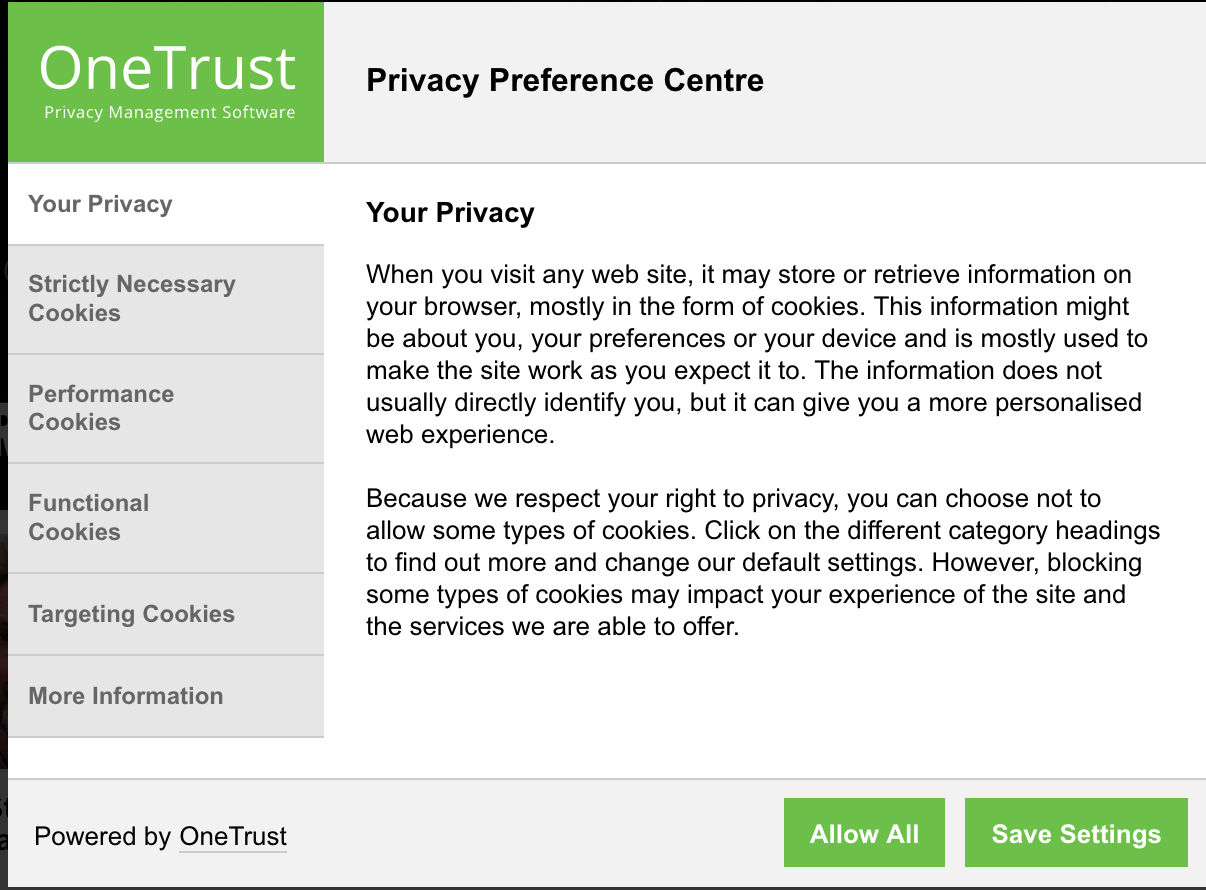 OneTrust
Privacy Management Software
Privacy Preference Centre
Your Privacy
Strictly Necessary
Cookies
Performance
Cookies
Functional
Cookies
Targeting Cookies
More Information
Your Privacy
When you visit any web site, it may store or retrieve information on
your browser, mostly in the form of cookies. This information might
be about you, your preferences or your device and is mostly used to
make the site work as you expect it to. The information does not
usually directly identify you, but it can give you a more personalised
web experience.
Because we respect your right to privacy, you can choose not to
allow some types of cookies. Click on the different category headings
to find out more and change our default settings. However, blocking
some types of cookies may impact your experience of the site and
the services we are able to offer.
Powered by OneTrust
Allow All
Save Settings